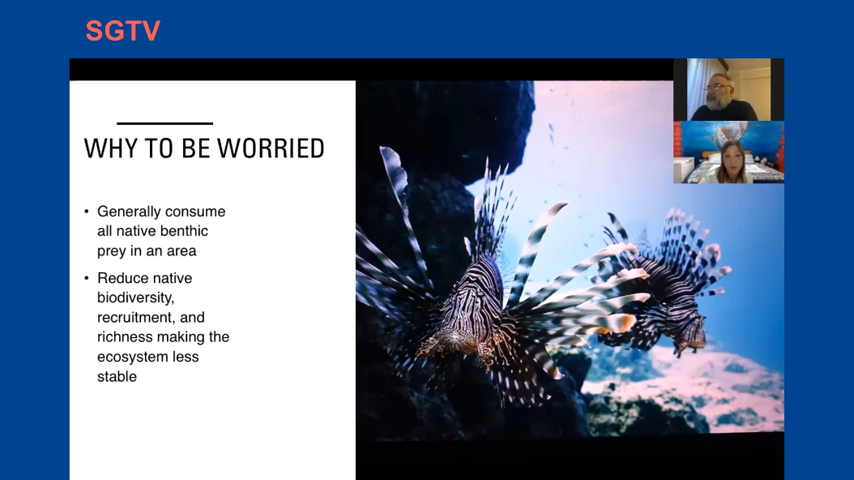 SGTV
WHY TO BE WORRIED
• Generally consume
all native benthic
prey in an area
• Reduce native
biodiversity,
recruitment, and
richness making the
ecosystem less
stable